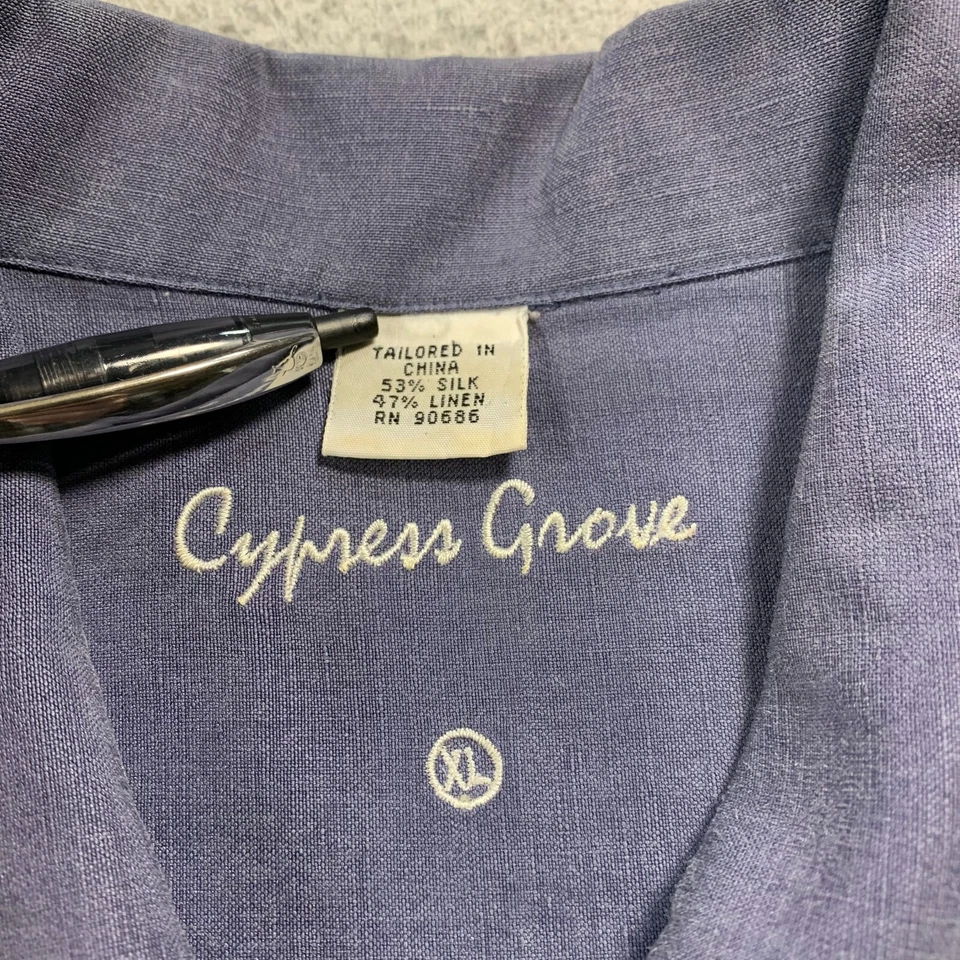 TAILORED IN
CHINA
53% SILK
47% LINEN
RN 90686
Cypress Grove
XL